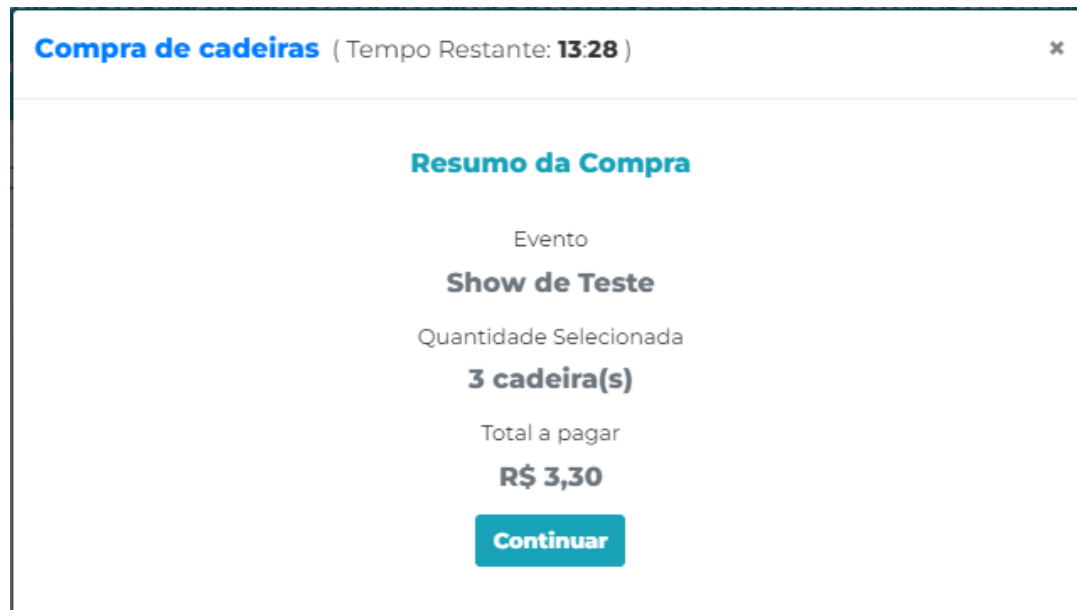 Compra de cadeiras ( Tempo Restante: 13:28 )
Resumo da Compra
Evento
Show de Teste
Quantidade Selecionada
3 cadeira(s)
Total a pagar
R$ 3,30
Continuar